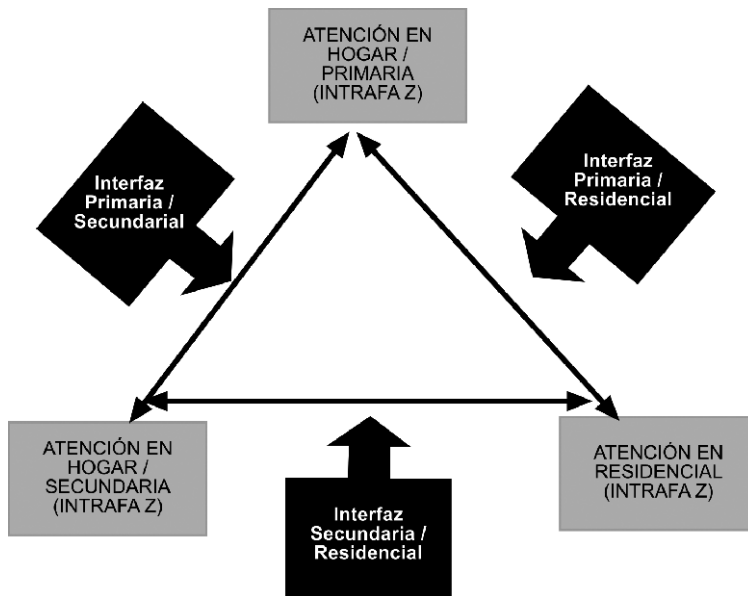 ATENCIÓN EN
HOGAR /
PRIMARIA
(INTRAFA Z)
Interfaz
Primaria /
Secundarial
Interfaz
Primaria /
Residencial
ATENCIÓN EN
HOGAR /
SECUNDARIA
(INTRAFA Z)
Interfaz
Secundaria /
Residencial
ATENCIÓN EN
RESIDENCIAL
(INTRAFA Z)